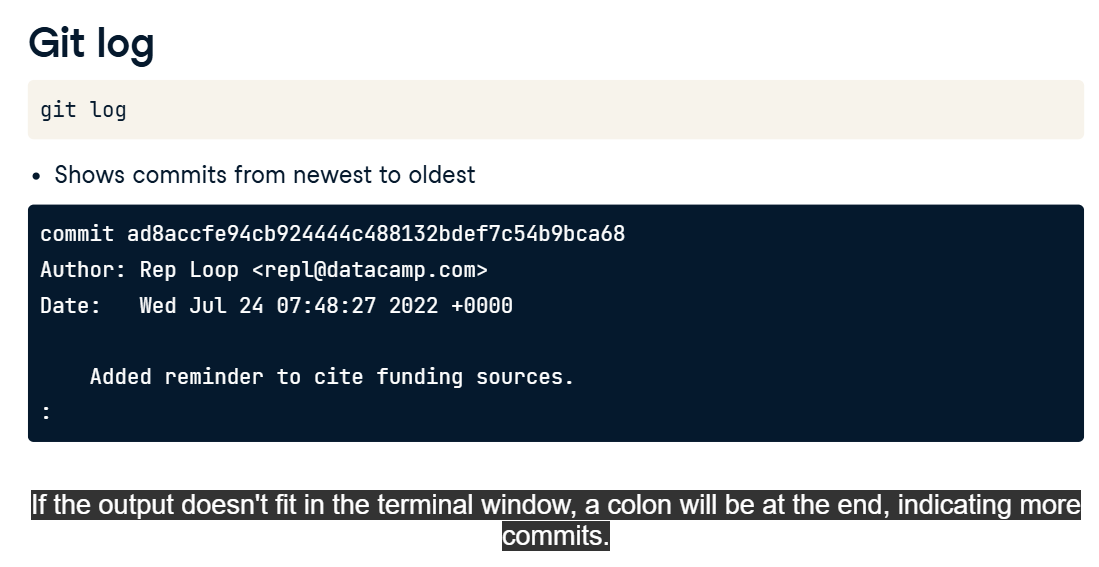 Git log
git log
• Shows commits from newest to oldest
commit ad8accfe94cb924444c488132bdef7c54b9bca68
Author: Rep Loop <repl@datacamp.com>
Date:   Wed Jul 24 07:48:27 2022 +0000
    Added reminder to cite funding sources.
:
If the output doesn't fit in the terminal window, a colon will be at the end, indicating more
commits.